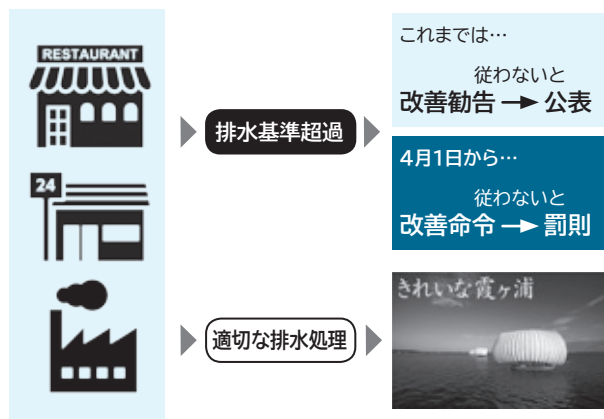 RESTAURANT
24
排水基準超過
これまでは…
従わないと
改善勧告→公表
4月1日から…
従わないと
改善命令→罰則
適切な排水処理
きれいな霞ヶ浦